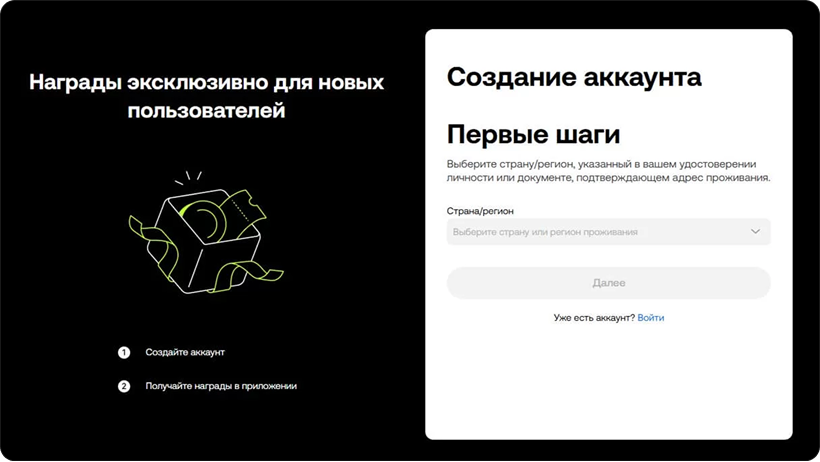 Награды эксклюзивно для новых
пользователей
1 Создайте аккаунт
2 Получайте награды в приложении
Создание аккаунта
Первые шаги
Выберите страну/регион, указанный в вашем удостоверении
личности или документе, подтверждающем адрес проживания.
Страна/регион
Выберите страну или регион проживания
Далее
Уже есть аккаунт? Войти